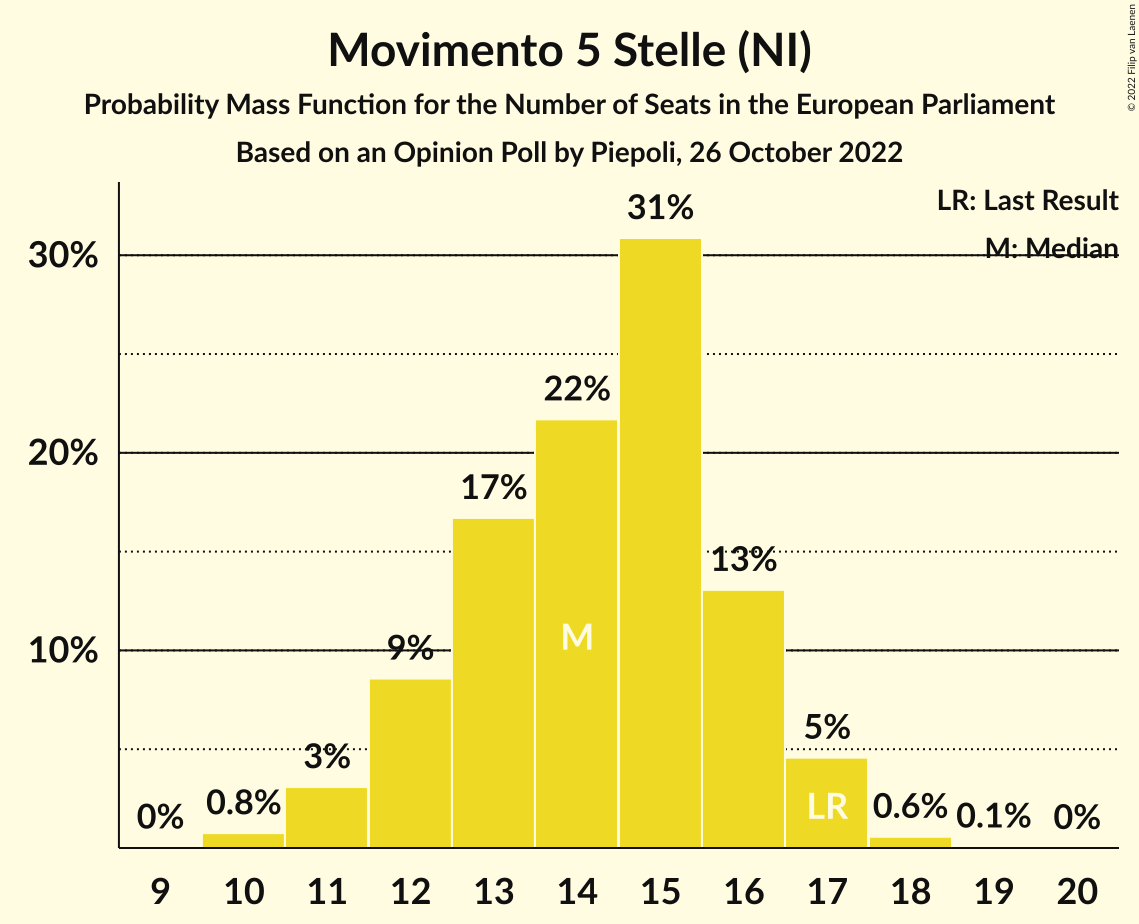 Movimento 5 Stelle (NI)
Probability Mass Function for the Number of Seats in the European Parliament
Based on an Opinion Poll by Piepoli, 26 October 2022
© 2022 Filip van Laenen
LR: Last Result
M: Median
30%
20%
10%
0%
0.8%
3%
9%
17%
22%
31%
13%
5%
0.6%
0.1%
0%
M
LR
9 10 11 12 13 14 15 16 17 18 19 20